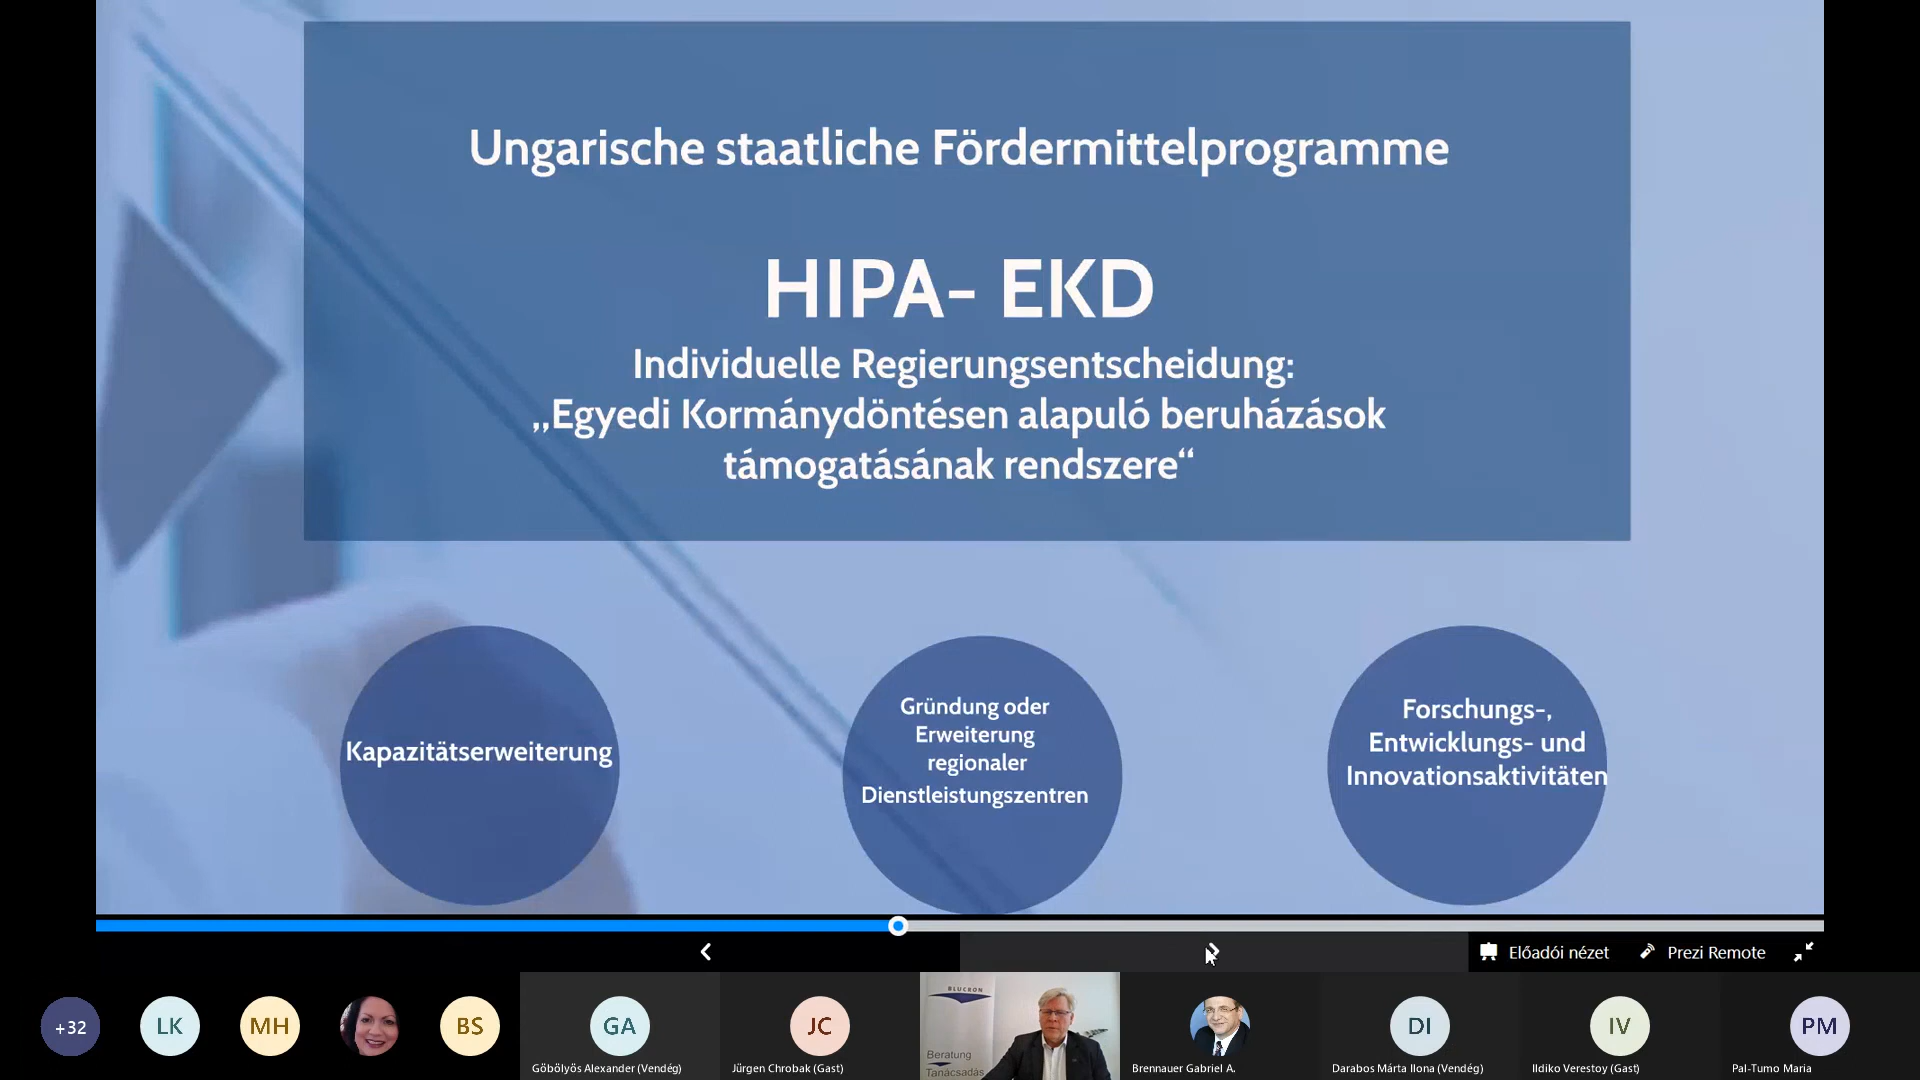 Ungarische staatliche Fördermittelprogramme
HIPA- EKD
Individuelle Regierungsentscheidung:
„Egyedi Kormánydöntésen alapuló beruházások
támogatásának rendszere“
Kapazitätserweiterung
Gründung oder
Erweiterung
regionaler
Dienstleistungszentren
Forschungs-,
Entwicklungs- und
Innovationsaktivitäten
Előadói nézet
Prezi Remote
+32
LK
MH
BS
GA
Göbölyös Alexander (Vendég)
JC
Jürgen Chrobak (Gast)
BLUCRON
Beratung
Tanácsadás
Brennauer Gabriel A.
DI
Darabos Márta Ilona (Vendég)
IV
Ildiko Verestoy (Gast)
PM
Pal-Tumo Maria